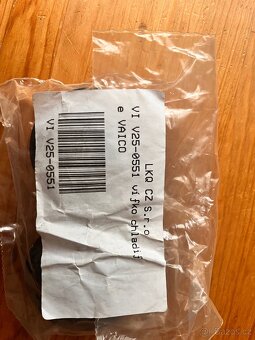 LKQ CZ s.r.o
VI V25-0551 víčko chladič
e VAICO
VI V25-0551